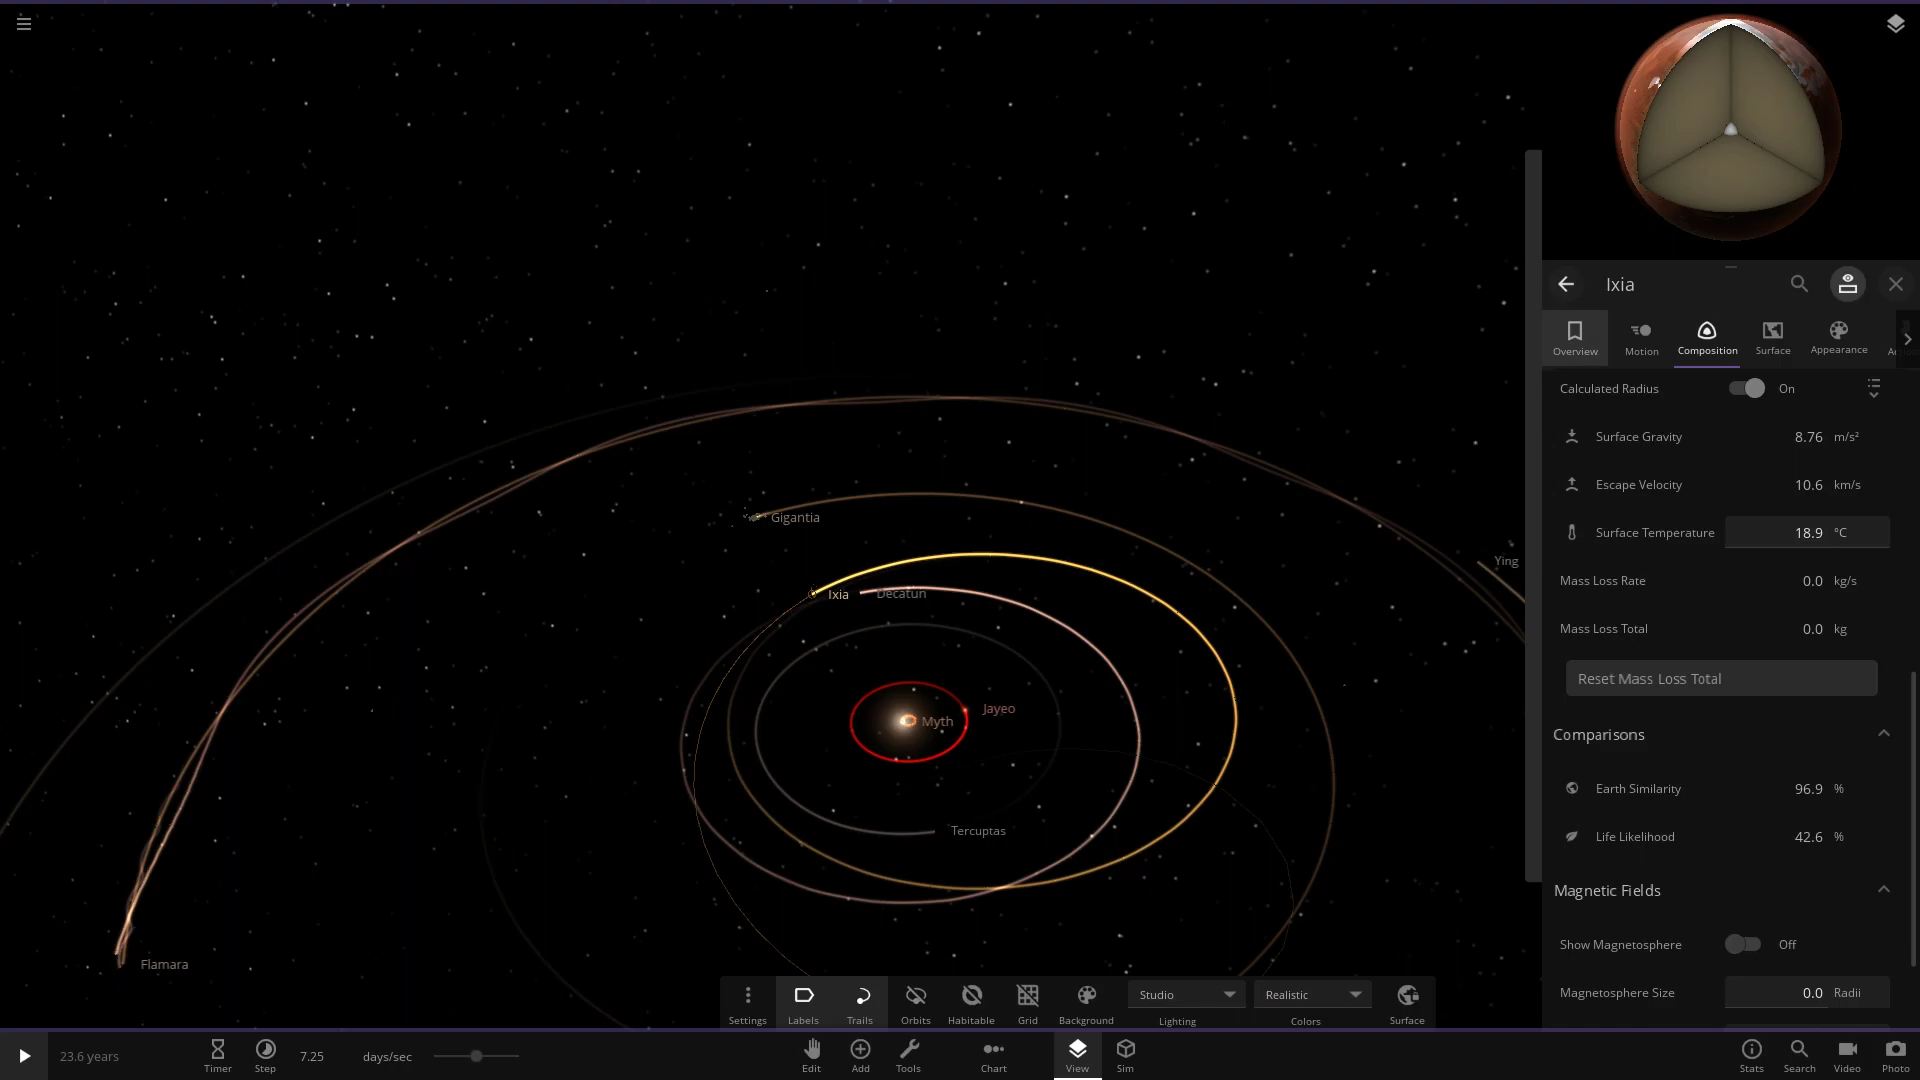 Ixia
Overview
Motion
Composition
Surface
Appearance
Calculated Radius On
Surface Gravity 8.76 m/s²
Escape Velocity 10.6 km/s
Gigantia
Surface Temperature 18.9 °C
Ying
Mass Loss Rate 0.0 kg/s
Ixia
Decatun
Mass Loss Total 0.0 kg
Reset Mass Loss Total
Jayeo
Myth
Comparisons
Earth Similarity 96.9 %
Tercuptas
Life Likelihood 42.6 %
Magnetic Fields
Show Magnetosphere Off
Flamara
Magnetosphere Size 0.0 Radii
Studio
Realistic
Settings
Labels
Trails
Orbits
Habitable
Grid
Background
Lighting
Colors
Surface
23.6 years
7.25 days/sec
Timer
Step
Edit
Add
Tools
Chart
View
Sim
Stats
Search
Video
Photo